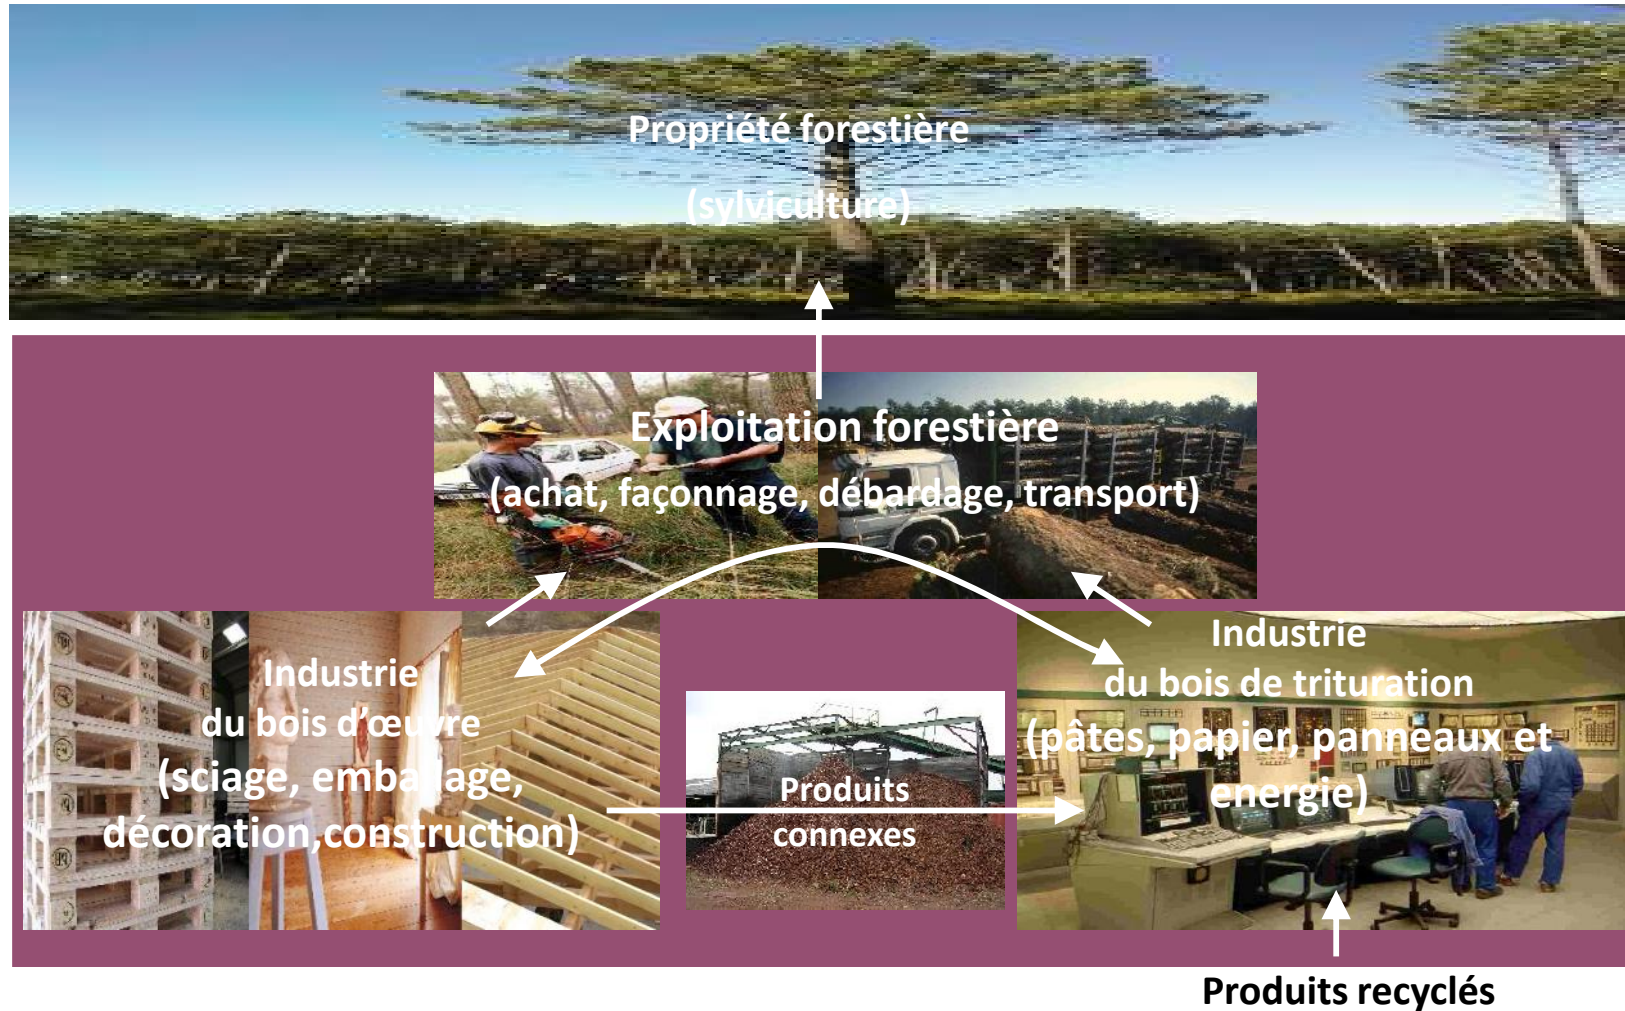 Propriété forestière
(sylviculture)
Exploitation forestière
(achat, façonnage, débardage, transport)
Industrie
du bois d’œuvre
(sciage, emballage,
décoration,construction)
Produits
connexes
Industrie
du bois de trituration
(pâtes, papier, panneaux et
energie)
Produits recyclés